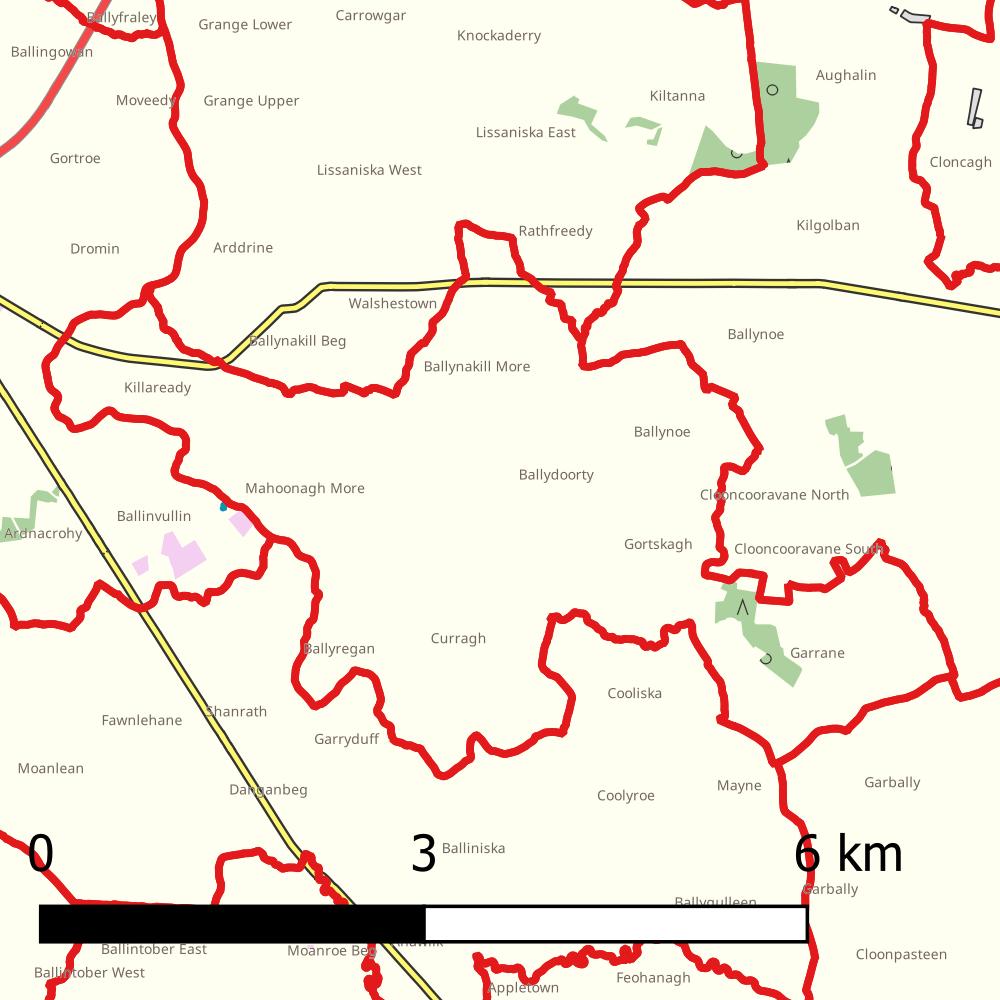 Carrowgar
Ballyfraley
Grange Lower
Knockaderry
Ballingowan
Aughalin
Moveedy
Grange Upper
Kiltanna
Lissaniska East
Gortroe
Lissaniska West
Cloncagh
Kilgolban
Rathfreedy
Dromin
Arddrine
Walshestown
Ballynoe
Ballynakill Beg
Ballynakill More
Killaready
Ballynoe
Ballydoorty
Mahoonagh More
Clooncooravane North
Ballinvullin
Ardnacrohy
Gortskagh
Clooncooravane South
Curragh
Ballyregan
Garrane
Cooliska
Shanrath
Fawnlehane
Garryduff
Moanlean
Garbally
Mayne
Danganbeg
Coolyroe
Balliniska
0 3 6 km
Garbally
Ballygulleen
Ballintober East
Monroe Beg
Cloonpasteen
Ballintober West
Feohanagh
Appletown